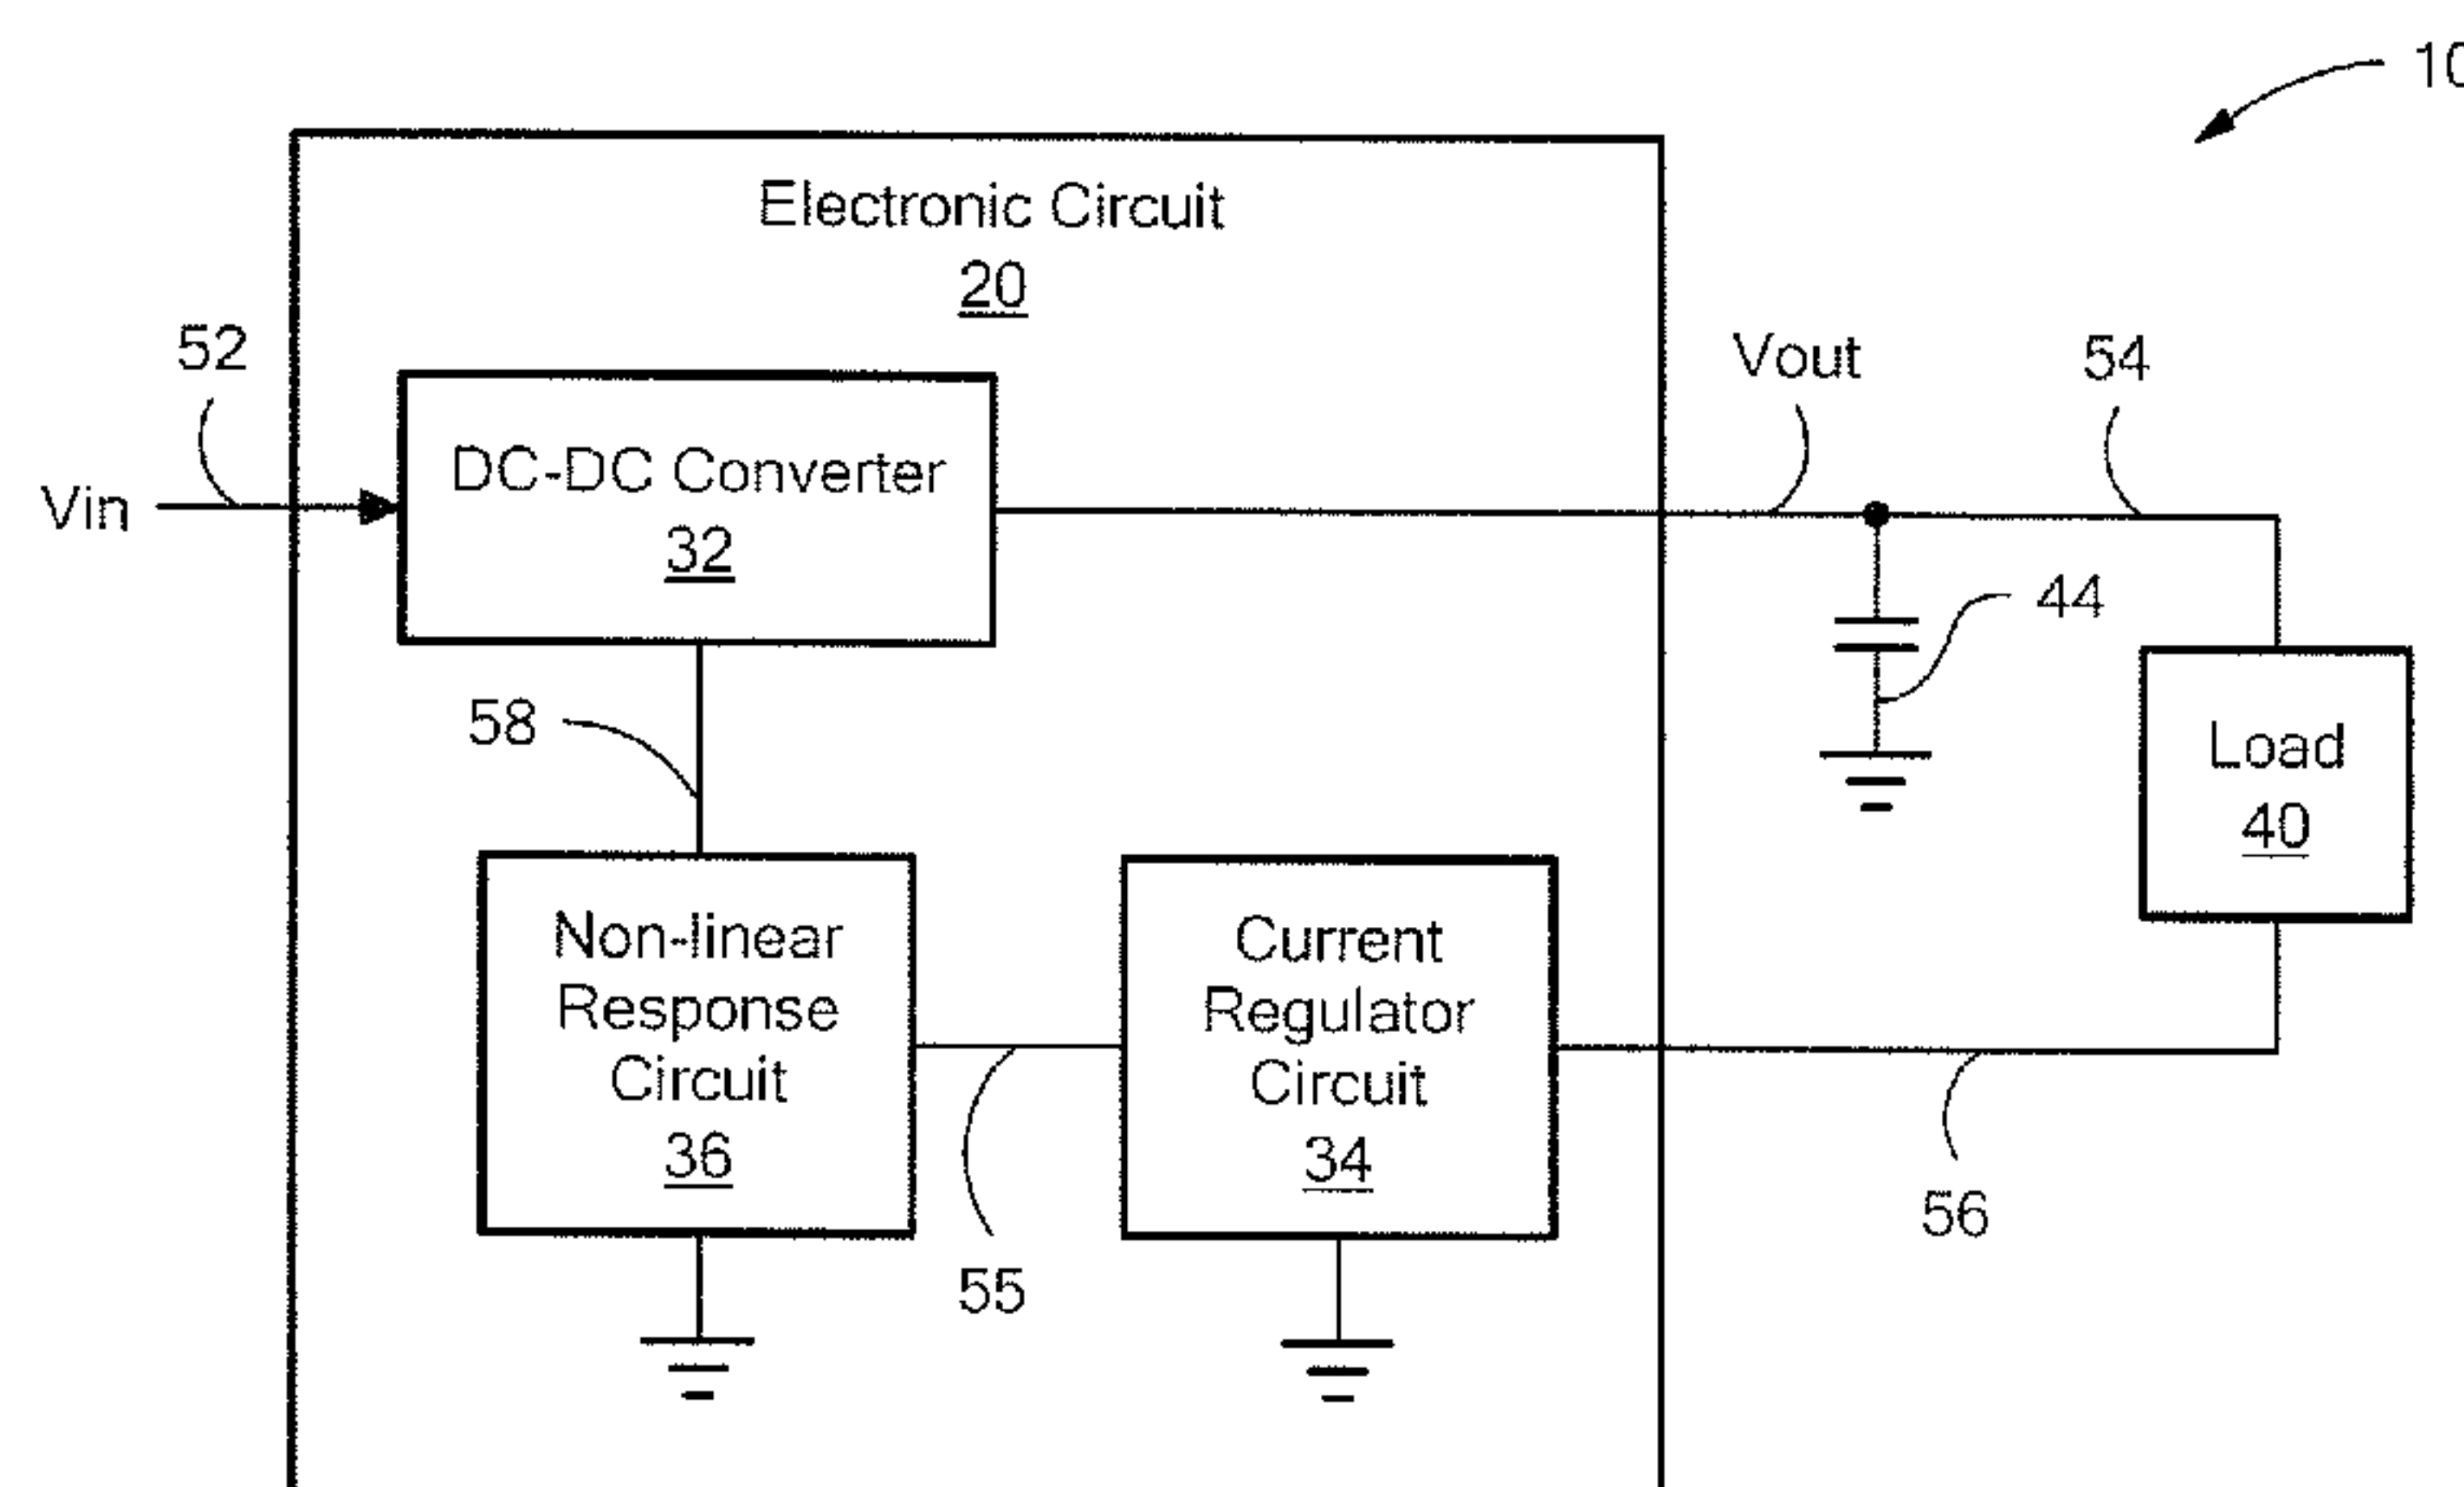 10
Electronic Circuit
20
52
Vin
DC-DC Converter
32
Vout
54
44
58
Load
40
Non-linear
Response
Circuit
36
Current
Regulator
Circuit
34
55
56